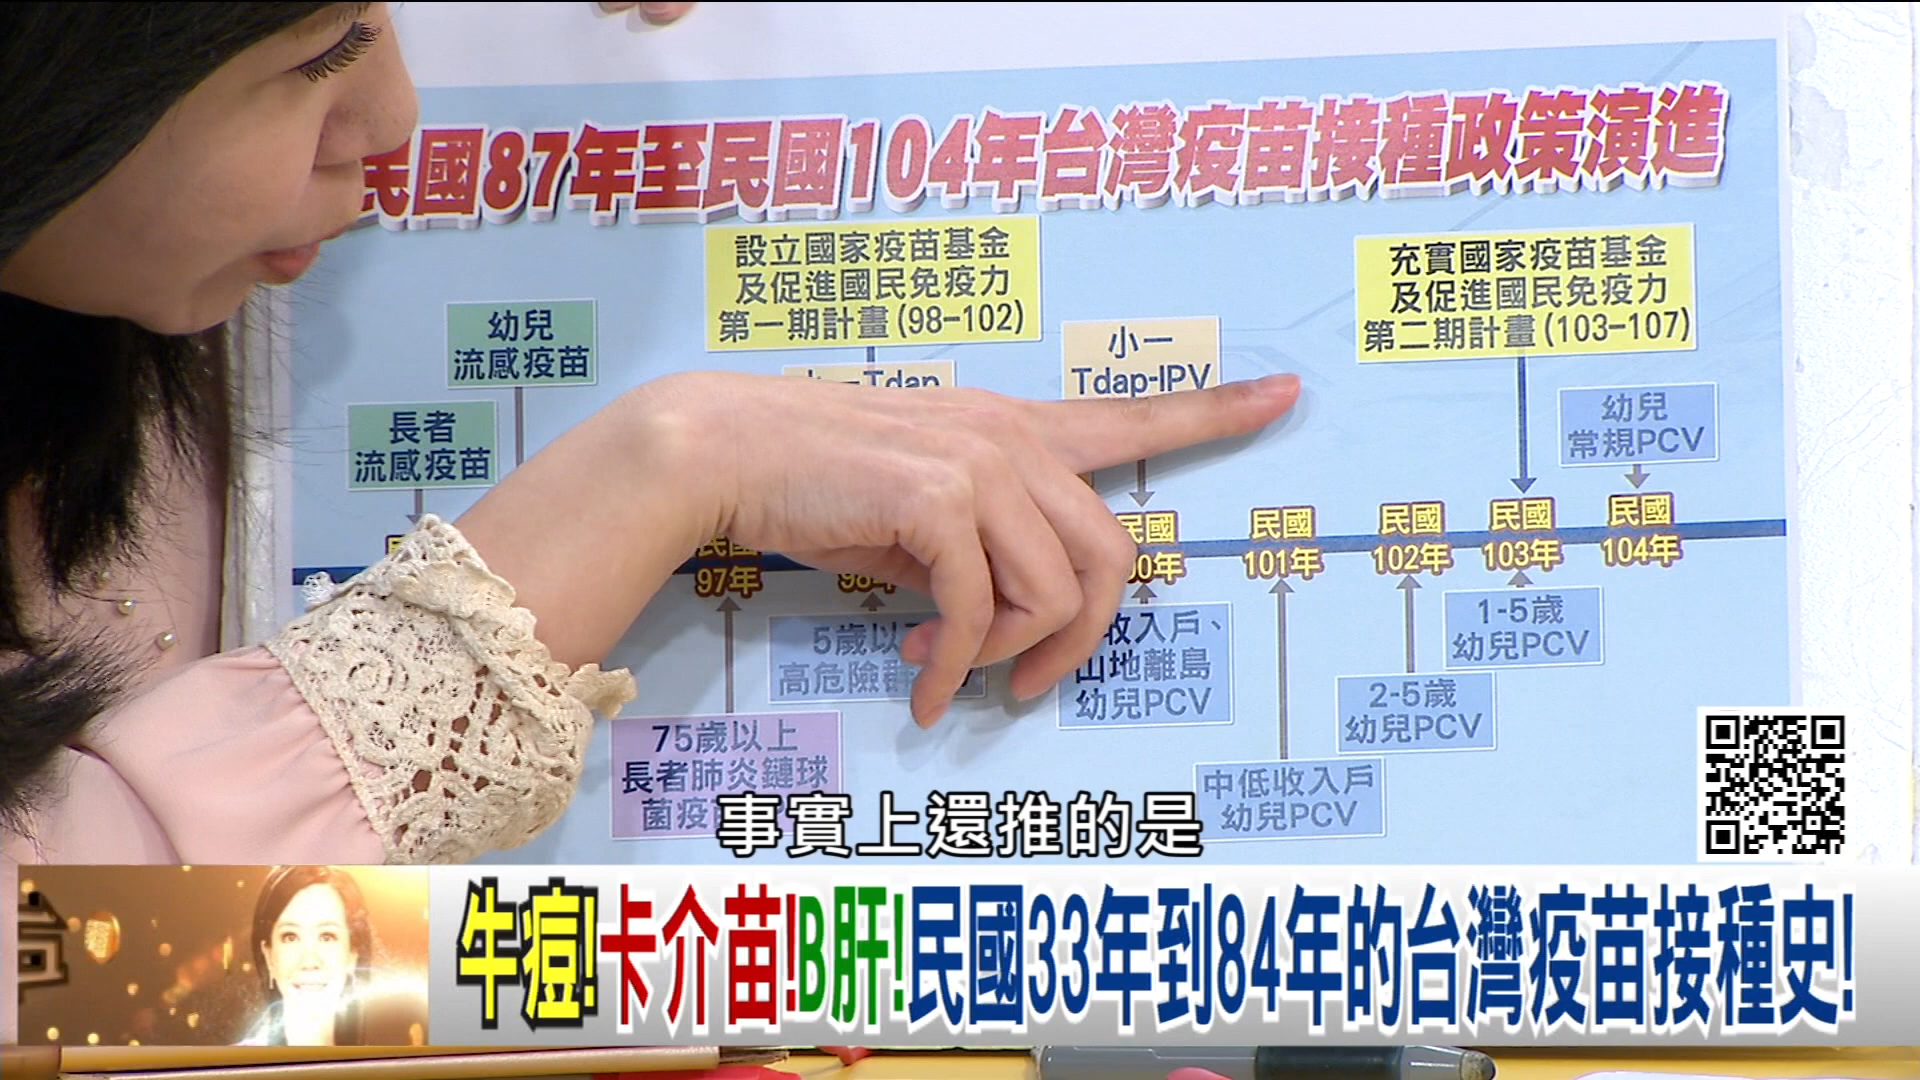 民國87年至民國104年台灣疫苗接種政策演進
設立國家疫苗基金
及促進國民免疫力
第一期計畫(98-102)
充實國家疫苗基金
及促進國民免疫力
第二期計畫(103-107)
幼兒
流感疫苗
小一
Tdap-IPV
Tdap
長者
流感疫苗
幼兒
常規PCV
民國
97年
98年
民國
民國
101年
民國
102年
民國
103年
民國
104年
5歲以
高危險群
收入戶、
山地離島
幼兒PCV
1-5歲
幼兒PCV
2-5歲
幼兒PCV
75歲以上
長者肺炎鏈球
菌疫
中低收入戶
幼兒PCV
事實上還推的是
牛痘!卡介苗!B肝!民國33年到84年的台灣疫苗接種史!